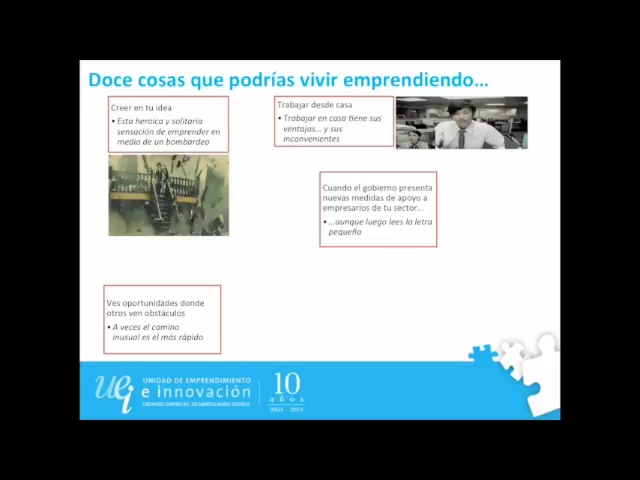 Doce cosas que podrías vivir emprendiendo...
Creer en tu idea
• Esta heroica y solitaria
sensación de emprender en
medio de un bombardeo
Trabajar desde casa
• Trabajar en casa tiene sus
ventajas... y sus
inconvenientes
Cuando el gobierno presenta
nuevas medidas de apoyo a
empresarios de tu sector...
• ...aunque luego lees la letra
pequeña
Ves oportunidades donde
otros ven obstáculos
• A veces el camino
inusual es el más rápido
uei
UNIDAD DE EMPRENDIMIENTO
e innovación
CREANDO EMPRESAS, DESARROLLANDO SUEÑOS
10
años
2004 - 2014